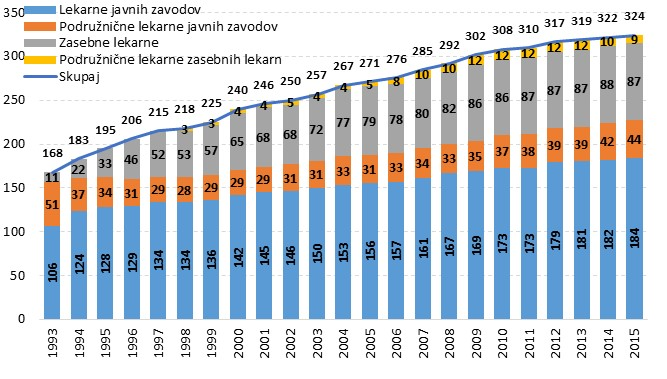 Lekarne javnih zavodov
Podružnične lekarne javnih zavodov
Zasebne lekarne
Podružnične lekarne zasebnih lekarn
Skupaj
350
300
250
200
150
100
50
0
168 183 195 206 215 218 225 240 246 250 257 267 271 276 285 292 302 308 310 317 319 322 324
3 3 4 4 5 4 4 5 8 10 10 12 12 12 12 12 10 9
11 22 33 46 52 53 57 65 68 68 72 77 79 78 80 82 86 86 87 87 87 88 87
51 37 34 31 29 28 29 29 29 31 31 33 31 33 34 33 35 37 38 39 39 42 44
106 124 128 129 134 134 136 142 145 146 150 153 156 157 161 167 169 173 173 179 181 182 184
1993 1994 1995 1996 1997 1998 1999 2000 2001 2002 2003 2004 2005 2006 2007 2008 2009 2010 2011 2012 2013 2014 2015